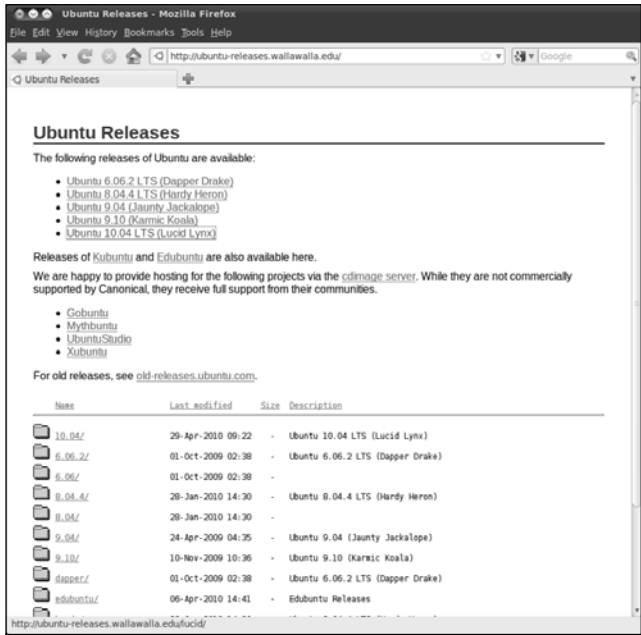 Ubuntu Releases - Mozilla Firefox
File Edit View History Bookmarks Tools Help
http://ubuntu-releases.wallawalla.edu/
Google
Ubuntu Releases
Ubuntu Releases
The following releases of Ubuntu are available:
Ubuntu 6.06.2 LTS (Dapper Drake)
Ubuntu 8.04.4 LTS (Hardy Heron)
Ubuntu 9.04 (Jaunty Jackalope)
Ubuntu 9.10 (Karmic Koala)
Ubuntu 10.04 LTS (Lucid Lynx)
Releases of Kubuntu and Edubuntu are also available here.
We are happy to provide hosting for the following projects via the cdimage server. While they are not commercially
supported by Canonical, they receive full support from their communities.
Gobuntu
Mythbuntu
UbuntuStudio
Xubuntu
For old releases, see old-releases.ubuntu.com.
Name Last modified Size Description
10.04/ 29-Apr-2010 09:22 - Ubuntu 10.04 LTS (Lucid Lynx)
6.06.2/ 01-Oct-2009 02:38 - Ubuntu 6.06.2 LTS (Dapper Drake)
6.06/ 01-Oct-2009 02:38 -
8.04.4/ 28-Jan-2010 14:30 - Ubuntu 8.04.4 LTS (Hardy Heron)
8.04/ 28-Jan-2010 14:30 -
9.04/ 24-Apr-2009 04:35 - Ubuntu 9.04 (Jaunty Jackalope)
9.10/ 10-Nov-2009 10:36 - Ubuntu 9.10 (Karmic Koala)
dapper/ 01-Oct-2009 02:38 - Ubuntu 6.06.2 LTS (Dapper Drake)
edubuntu/ 06-Apr-2010 14:41 - Edubuntu Releases
http://ubuntu-releases.wallawalla.edu/lucid/